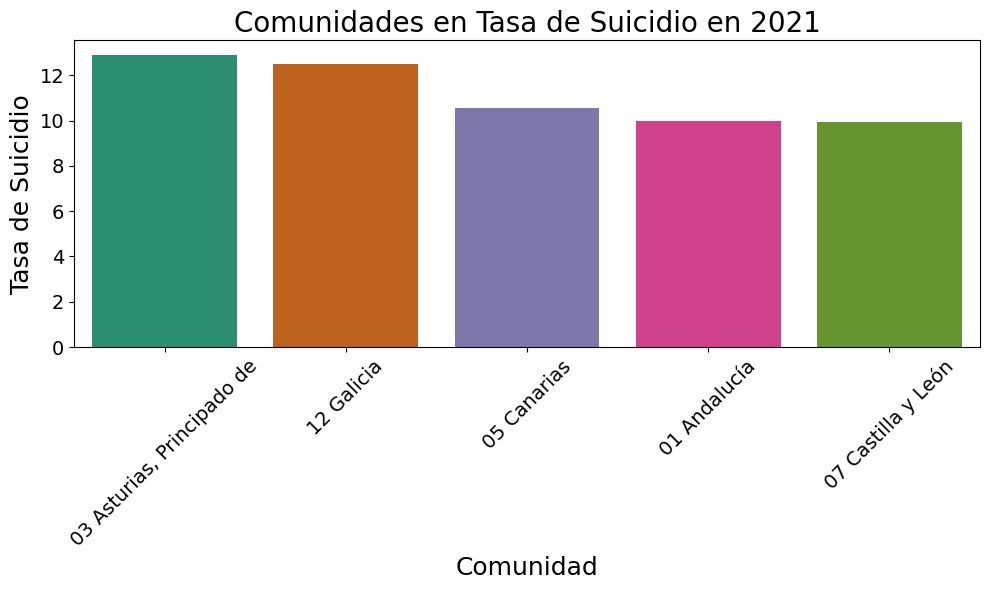 Comunidades en Tasa de Suicidio en 2021
Tasa de Suicidio
12
10
8
6
4
2
0
03 Asturias, Principado de
12 Galicia
05 Canarias
01 Andalucía
07 Castilla y León
Comunidad